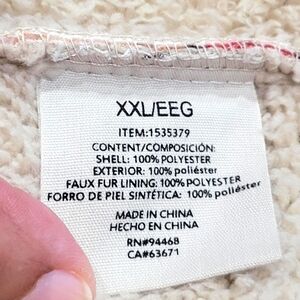 XXL/EEG
ITEM:1535379
CONTENT/COMPOSICIÓN:
SHELL: 100% POLYESTER
EXTERIOR: 100% poliéster
FAUX FUR LINING: 100% POLYESTER
FORRO DE PIEL SINTÉTICA: 100% poliéster
MADE IN CHINA
HECHO EN CHINA
RN#94468
CA#63671